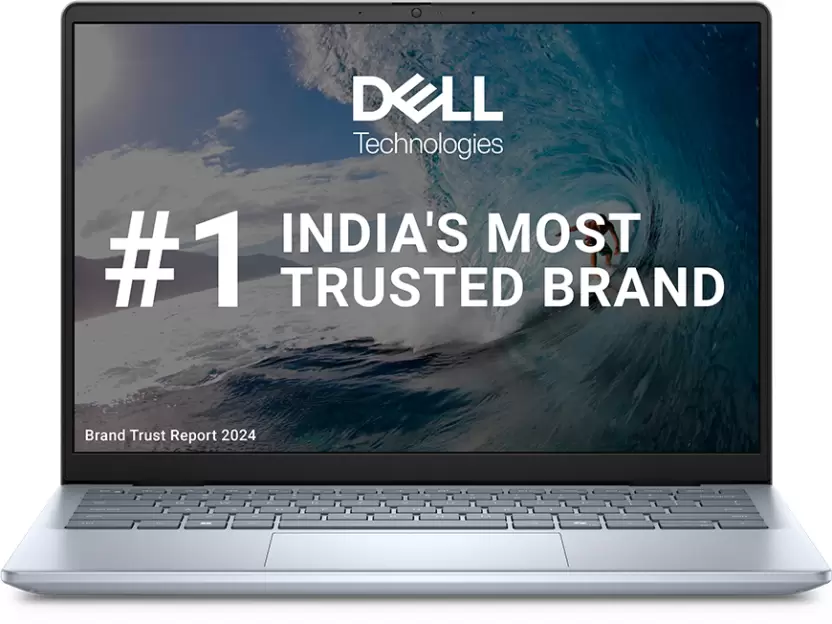 DELL
Technologies
#1 INDIA'S MOST
TRUSTED BRAND
Brand Trust Report 2024